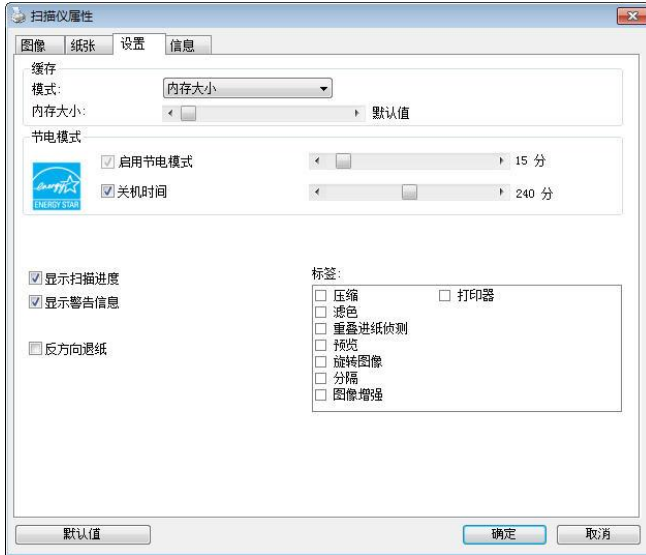 扫描仪属性
图像 纸张 设置 信息
缓存
模式: 内存大小
内存大小: 默认值
节电模式
启用节电模式 15 分
关机时间 240 分
energy
ENERGY STAR
显示扫描进度
显示警告信息
反方向退纸
标签:
压缩 打印器
滤色
重叠进纸侦测
预览
旋转图像
分隔
图像增强
默认值 确定 取消